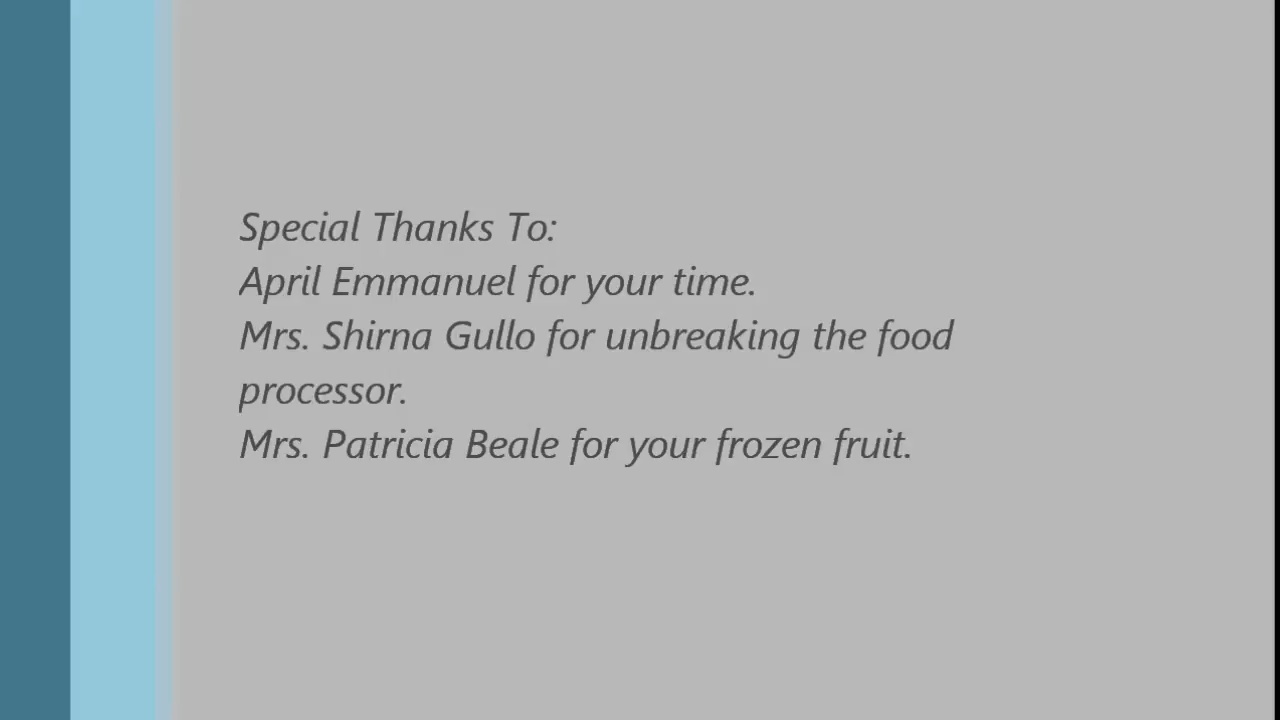 Special Thanks To:
April Emmanuel for your time.
Mrs. Shirna Gullo for unbreaking the food
processor.
Mrs. Patricia Beale for your frozen fruit.